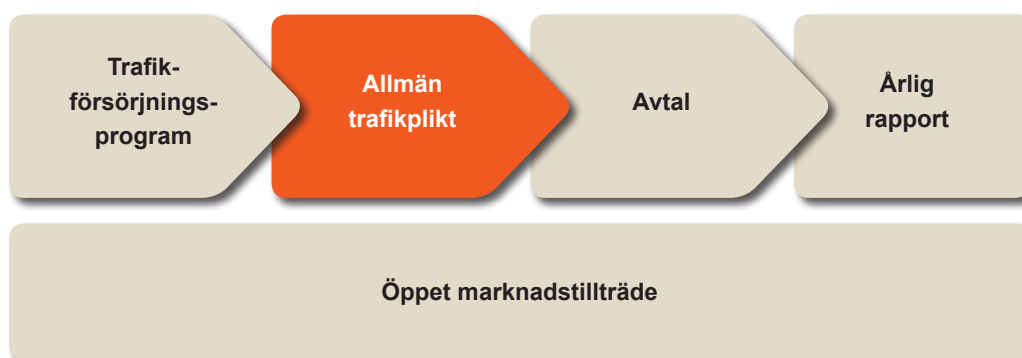 Trafik-
försörjnings-
program
Allmän
trafikplikt
Avtal
Årlig
rapport
Öppet marknadstillträde